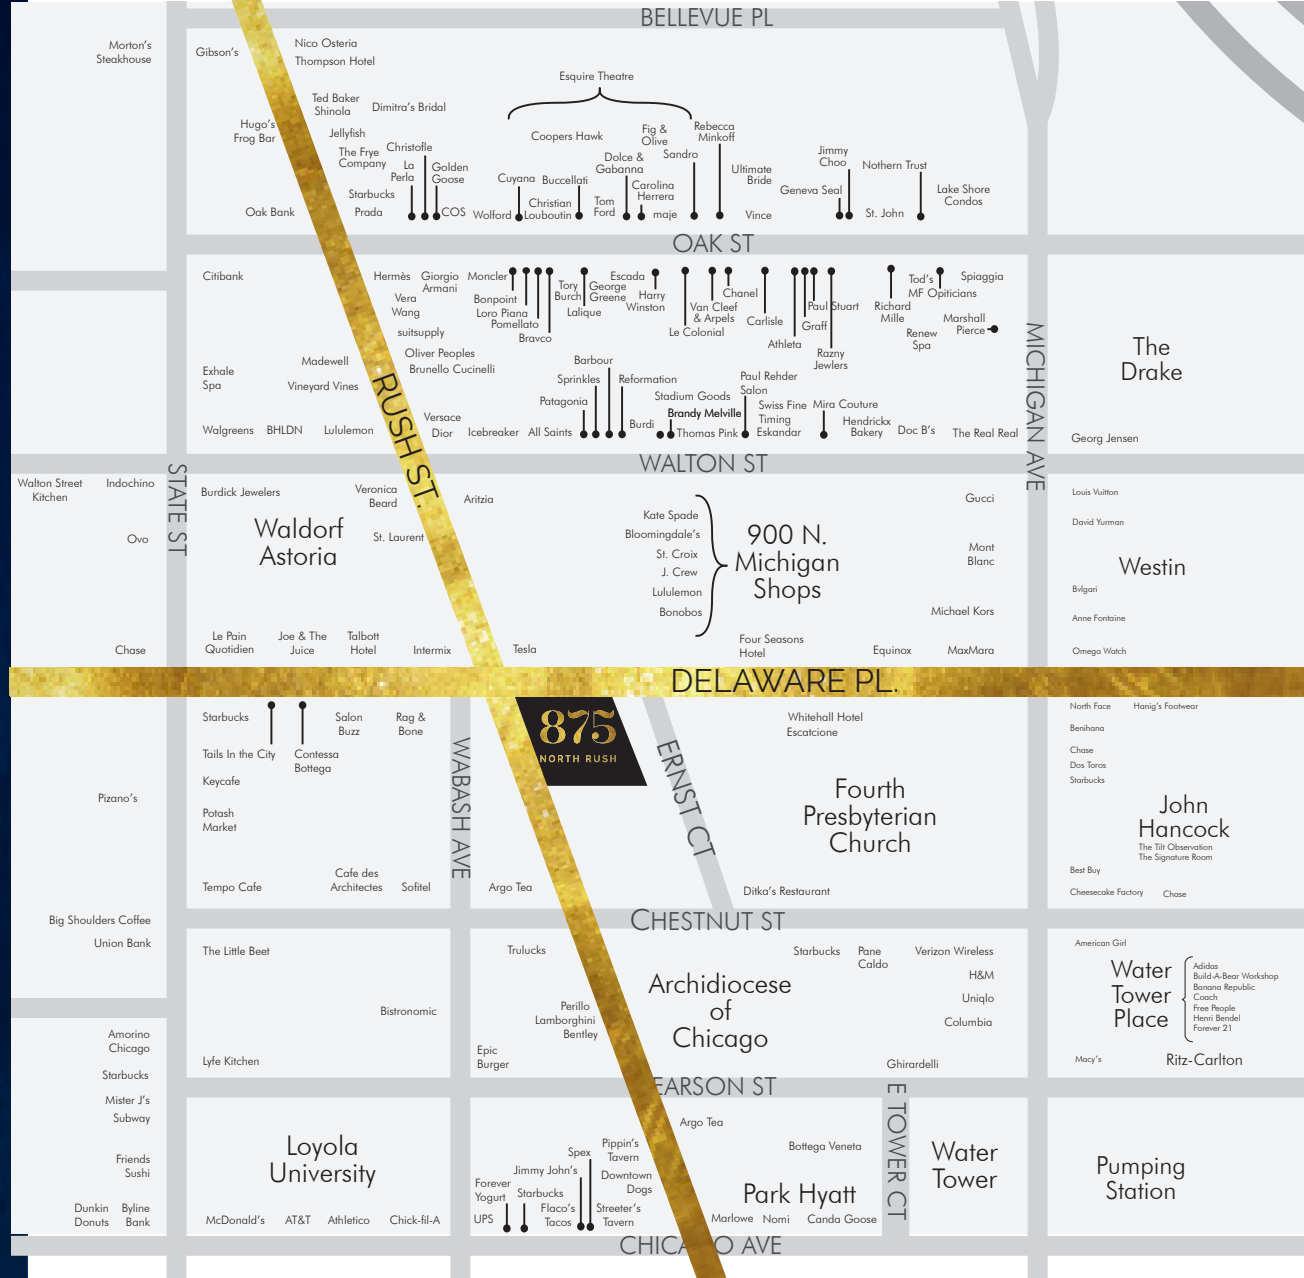 BELLEVUE PL
Morton's
Steakhouse
Gibson's
Nico Osteria
Thompson Hotel
Esquire Theatre
Ted Baker
Shinola
Dimitra's Bridal
Hugo's
Frog Bar
Jellyfish
Christofle
The Frye
Company
La
Perla
Golden
Goose
Starbucks
Oak Bank
Prada
COS
Coopers Hawk
Fig &
Olive
Rebecca
Minkoff
Dolce &
Gabanna
Sandro
Cuyana
Buccellati
Carolina
Herrera
Wolford
Christian
Louboutin
Tom
Ford
maje
Ultimate
Bride
Vince
Jimmy
Choo
Nothern Trust
Geneva Seal
St. John
Lake Shore
Condos
OAK ST
Citibank
Hermès
Giorgio
Armani
Moncler
Vera
Wang
Bonpoint
Loro Piana
Pomellato
Bravco
suitsupply
Tory
Burch
George
Greene
Lalique
Escada
Harry
Winston
Van Cleef
& Arpels
Chanel
Le Colonial
Carlisle
Paul Stuart
Graff
Athleta
Razny
Jewlers
Richard
Mille
Tod's
MF Opiticians
Spiaggia
Marshall
Pierce
Renew
Spa
Oliver Peoples
Brunello Cucinelli
Madewell
Exhale
Spa
Vineyard Vines
Barbour
Sprinkles
Reformation
Patagonia
Stadium Goods
Brandy Melville
Paul Rehder
Salon
Swiss Fine
Timing
Mira Couture
Hendrickx
Bakery
Walgreens
BHLDN
Lululemon
Versace
Dior
Icebreaker
All Saints
Burdi
Thomas Pink
Eskandar
Doc B's
The Real Real
The
Drake
Georg Jensen
RUSH ST.
MICHIGAN AVE
WALTON ST
STATE ST
Walton Street
Kitchen
Indochino
Ovo
Chase
Burdick Jewelers
Veronica
Beard
Waldorf
Astoria
St. Laurent
Aritzia
Le Pain
Quotidien
Joe & The
Juice
Talbott
Hotel
Intermix
Tesla
Kate Spade
Bloomingdale's
St. Croix
J. Crew
Lululemon
Bonobos
900 N.
Michigan
Shops
Four Seasons
Hotel
Gucci
Mont
Blanc
Michael Kors
Equinox
MaxMara
Louis Vuitton
David Yurman
Westin
Bvlgari
Anne Fontaine
Omega Watch
DELAWARE PL.
Starbucks
Salon
Buzz
Rag &
Bone
Tails In the City
Contessa
Bottega
Keycafe
Potash
Market
Tempo Cafe
Cafe des
Architectes
Sofitel
Pizano's
Big Shoulders Coffee
Union Bank
WABASH AVE
875
NORTH RUSH
Argo Tea
ERNST CT
Whitehall Hotel
Escatcione
Fourth
Presbyterian
Church
Ditka's Restaurant
North Face
Hanig's Footwear
Benihana
Chase
Dos Toros
Starbucks
John
Hancock
The Tilt Observation
The Signature Room
Best Buy
Cheesecake Factory
Chase
CHESTNUT ST
The Little Beet
Bistronomic
Lyfe Kitchen
Trulucks
Perillo
Lamborghini
Bentley
Epic
Burger
Archidiocese
of
Chicago
Starbucks
Pane
Caldo
Verizon Wireless
H&M
Uniqlo
Columbia
Ghirardelli
American Girl
Water
Tower
Place
Adidas
Build-A-Bear Workshop
Banana Republic
Coach
Free People
Henri Bendel
Forever 21
Macy's
Ritz-Carlton
Amorino
Chicago
Starbucks
Mister J's
Subway
Friends
Sushi
Dunkin
Donuts
Byline
Bank
EARSON ST
Loyola
University
McDonald's
AT&T
Athletico
Chick-fil-A
Spex
Pippin's
Tavern
Jimmy John's
Downtown
Dogs
Forever
Yogurt
Starbucks
UPS
Flaco's
Tacos
Streeter's
Tavern
Argo Tea
Bottega Veneta
Park Hyatt
Marlowe
Nomi
Canda Goose
E TOWER CT
Water
Tower
Pumping
Station
CHICA O AVE